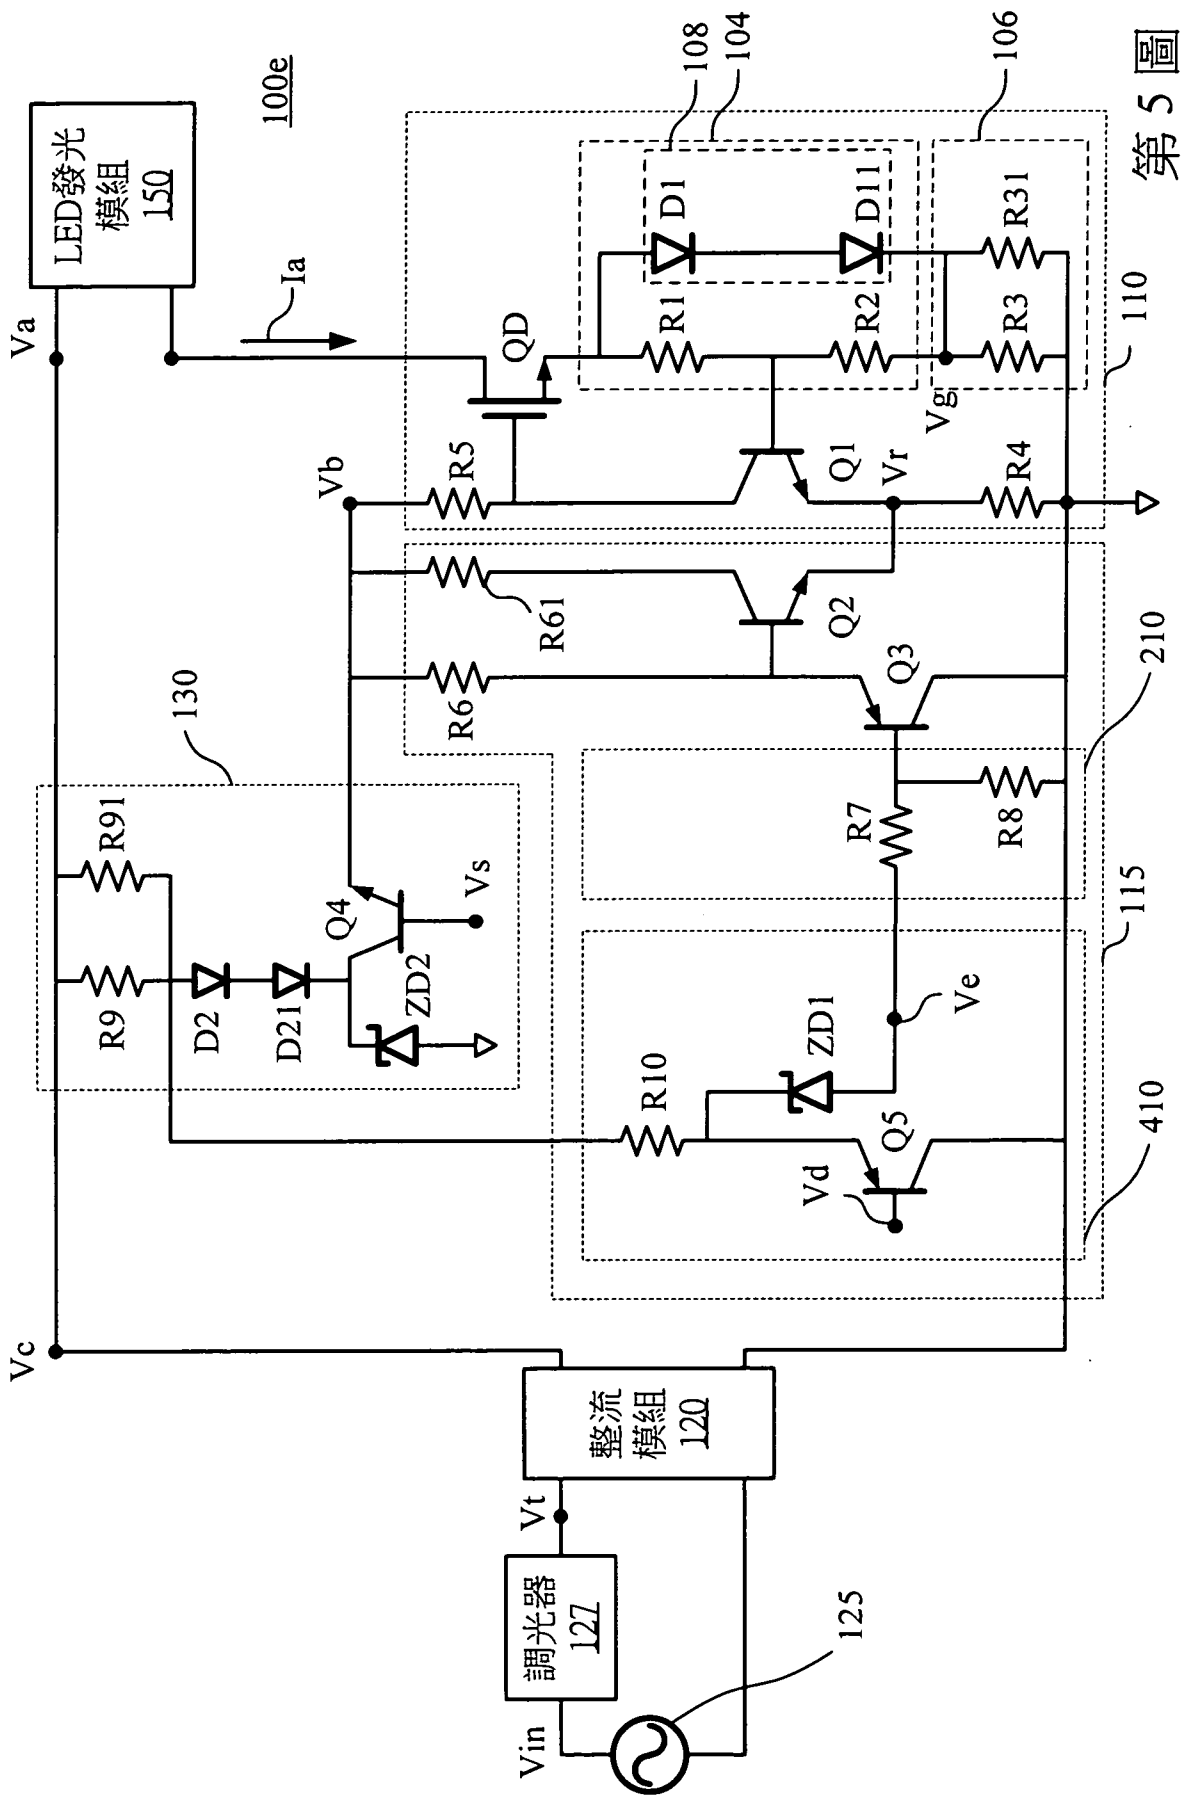 100e
LED發光
模組
150
Va
Ia
Vc
130
R9
R91
D2
D21
Q4
Vs
ZD2
Vb
R5
QD
R6
R61
108
104
106
D1
D11
R1
R2
R3
R31
Vg
Q1
Vr
R4
110
Q2
Q3
210
R7
R8
115
Ve
ZD1
R10
Q5
Vd
410
整流
模組
120
Vt
調光器
127
Vin
125
第 5 圖